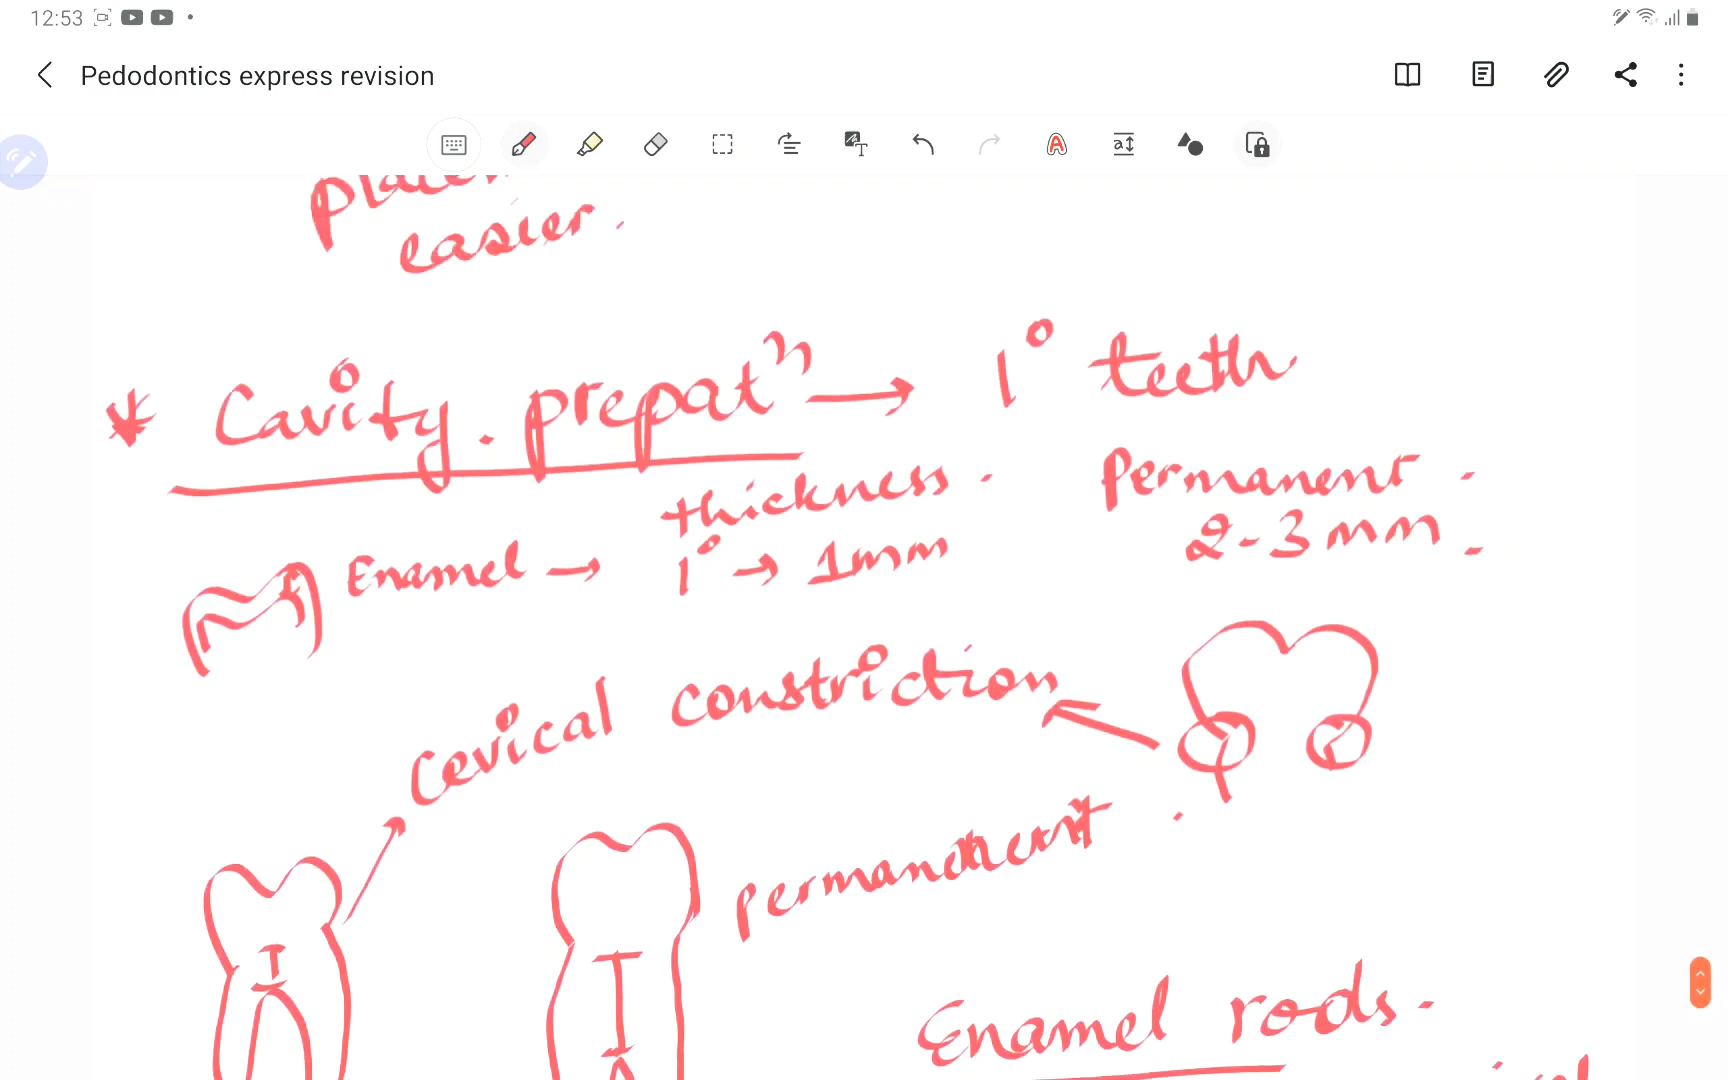 12:53
Pedodontics express revision
easier.
* Cavity. prepatⁿ → 1° teeth
thickness. Permanent.
Enamel → 1° → 1mm 2-3mm.
Cevical constriction
permanent.
Enamel rods.